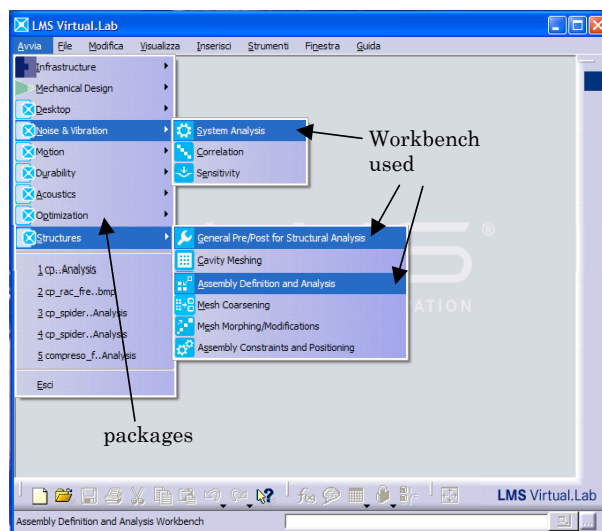 LMS Virtual.Lab
Avvia File Modifica Visualizza Inserisci Strumenti Finestra Guida
Infrastructure
Mechanical Design
Desktop
Noise & Vibration
Motion
Durability
Acoustics
Optimization
Structures
1 cp..Analysis
2 cp_rac_fre..bmp
3 cp_spider..Analysis
4 cp_spider..Analysis
5 compreso_f..Analysis
Esci
System Analysis
Correlation
Sensitivity
General Pre/Post for Structural Analysis
Cavity Meshing
Assembly Definition and Analysis
Mesh Coarsening
Mesh Morphing/Modifications
Assembly Constraints and Positioning
Workbench
used
packages
LMS Virtual.Lab
Assembly Definition and Analysis Workbench